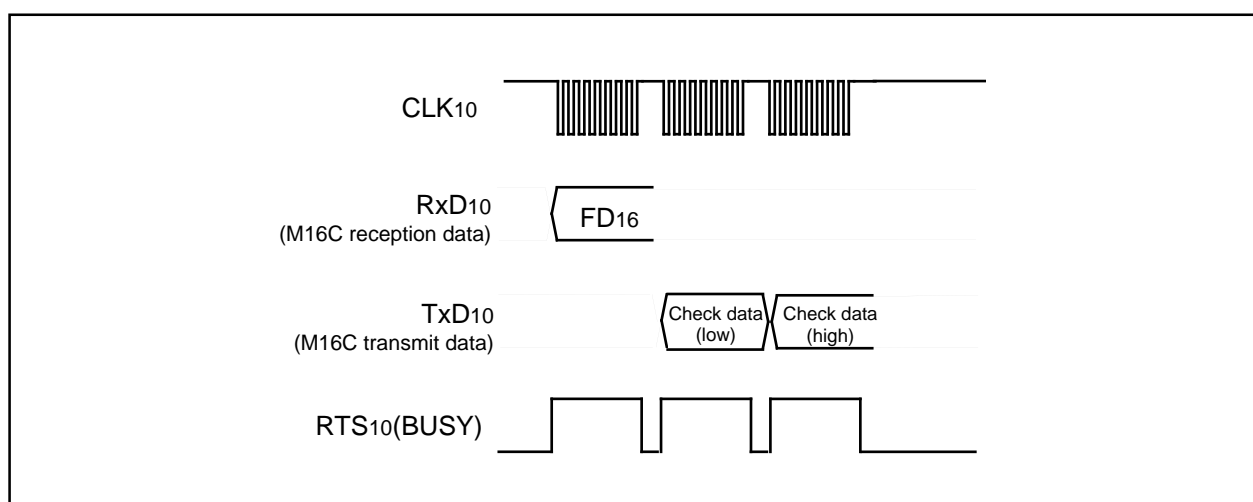 CLK10
RxD10
(M16C reception data)
FD16
TxD10
(M16C transmit data)
Check data
(low)
Check data
(high)
RTS10(BUSY)